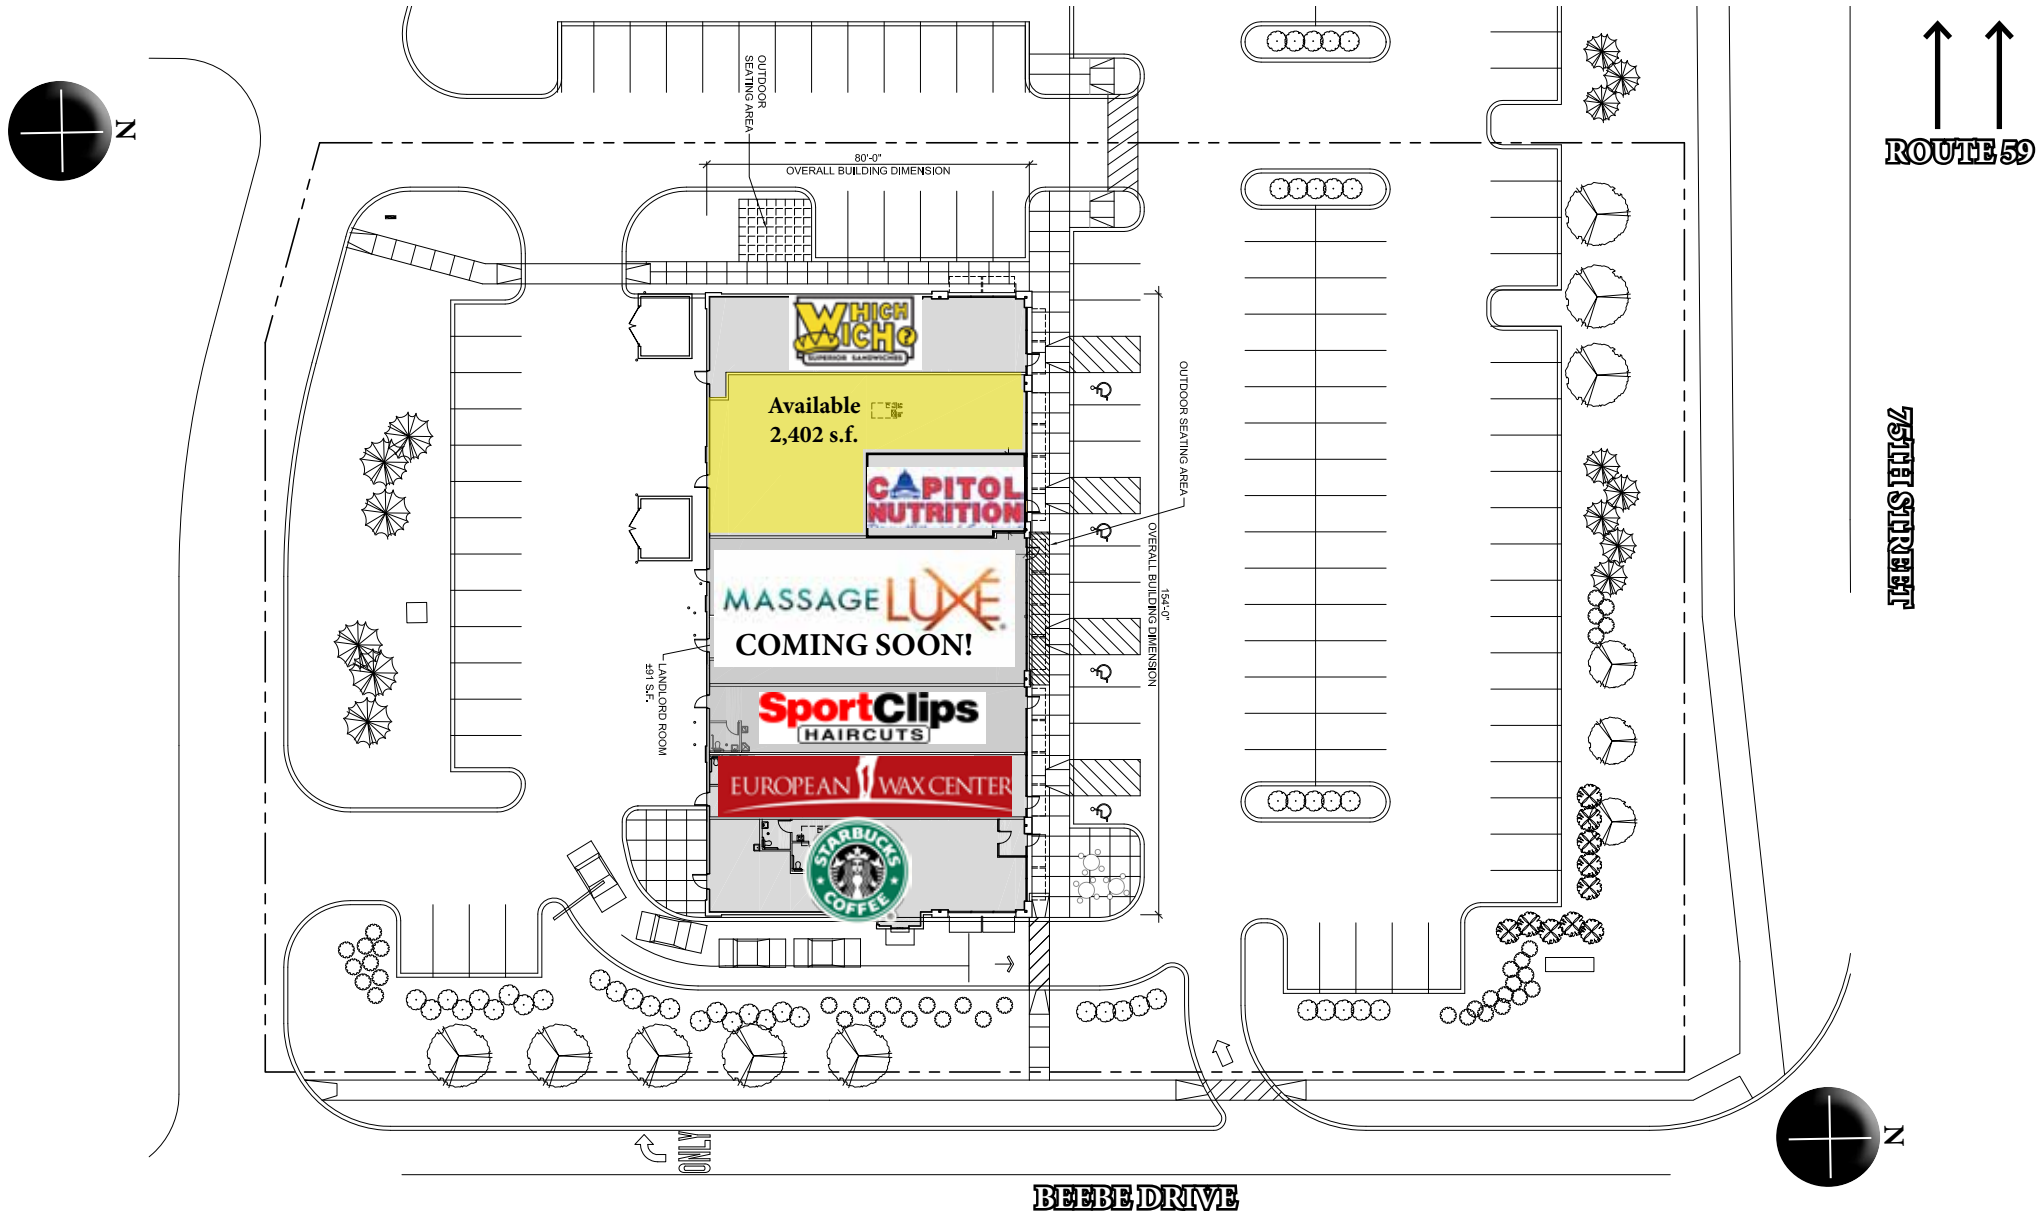 ROUTE 59
N
OUTDOOR
SEATING AREA
80'-0"
OVERALL BUILDING DIMENSION
WHICH
WICH?
SUPERIOR SANDWICHES
Available
2,402 s.f.
CAPITOL
NUTRITION
OUTDOOR SEATING AREA
75TH STREET
154'-0"
OVERALL BUILDING DIMENSION
MASSAGE LUXE
COMING SOON!
LANDLORD ROOM
±91 S.F.
SportClips
HAIRCUTS
EUROPEAN WAX CENTER
STARBUCKS
COFFEE
ONLY
N
BEEBE DRIVE